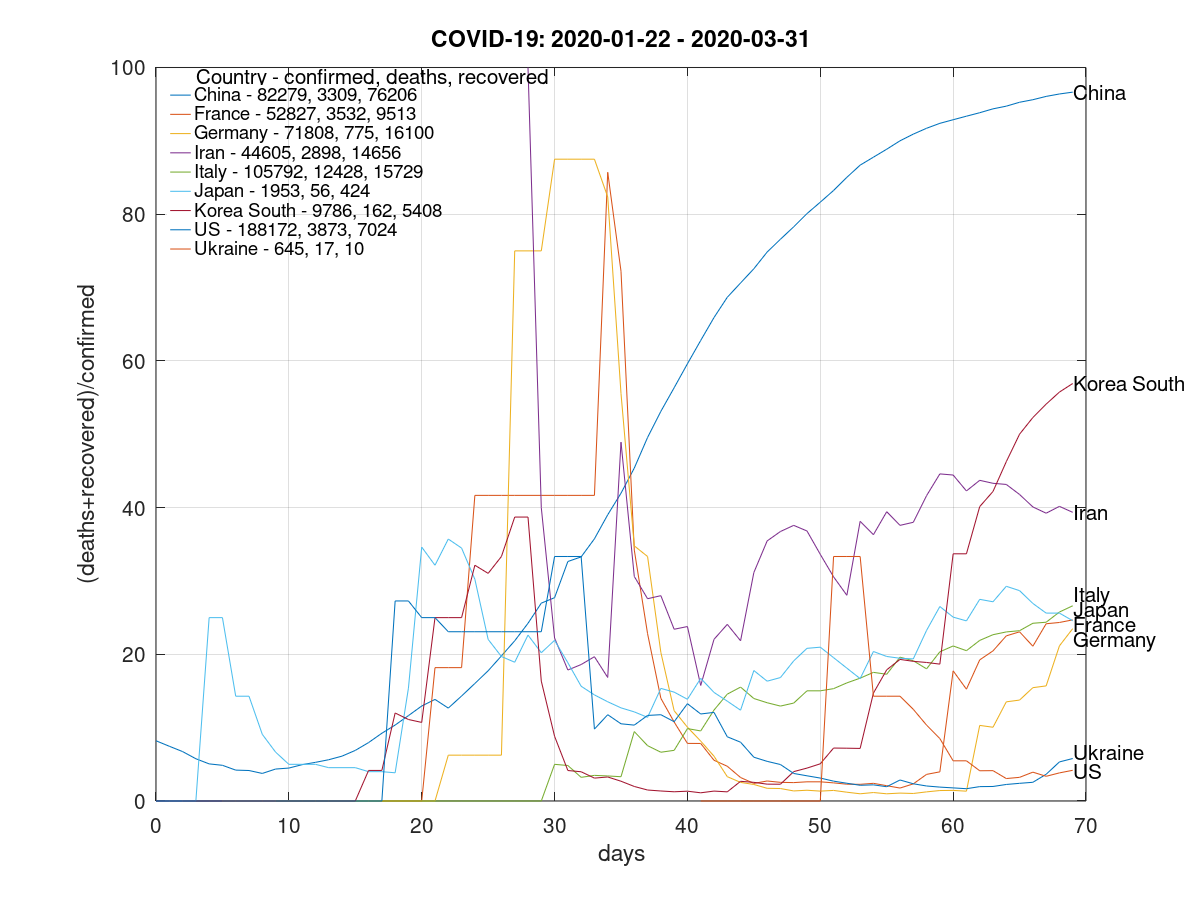 COVID-19: 2020-01-22 - 2020-03-31
Country - confirmed, deaths, recovered
China - 82279, 3309, 76206
France - 52827, 3532, 9513
Germany - 71808, 775, 16100
Iran - 44605, 2898, 14656
Italy - 105792, 12428, 15729
Japan - 1953, 56, 424
Korea South - 9786, 162, 5408
US - 188172, 3873, 7024
Ukraine - 645, 17, 10
100
80
60
40
20
0
(deaths+recovered)/confirmed
China
Korea South
Iran
Italy
Japan
France
Germany
Ukraine
US
0 10 20 30 40 50 60 70
days